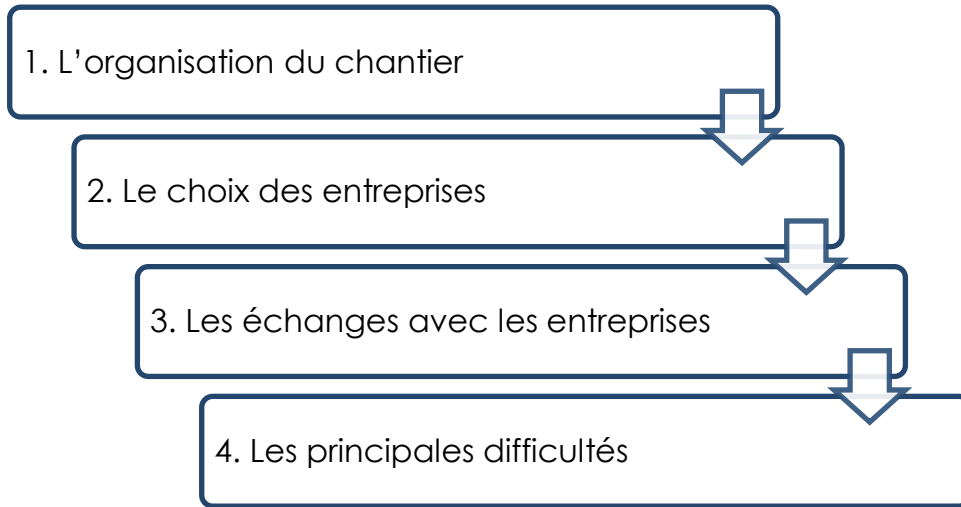 1. L’organisation du chantier
2. Le choix des entreprises
3. Les échanges avec les entreprises
4. Les principales difficultés